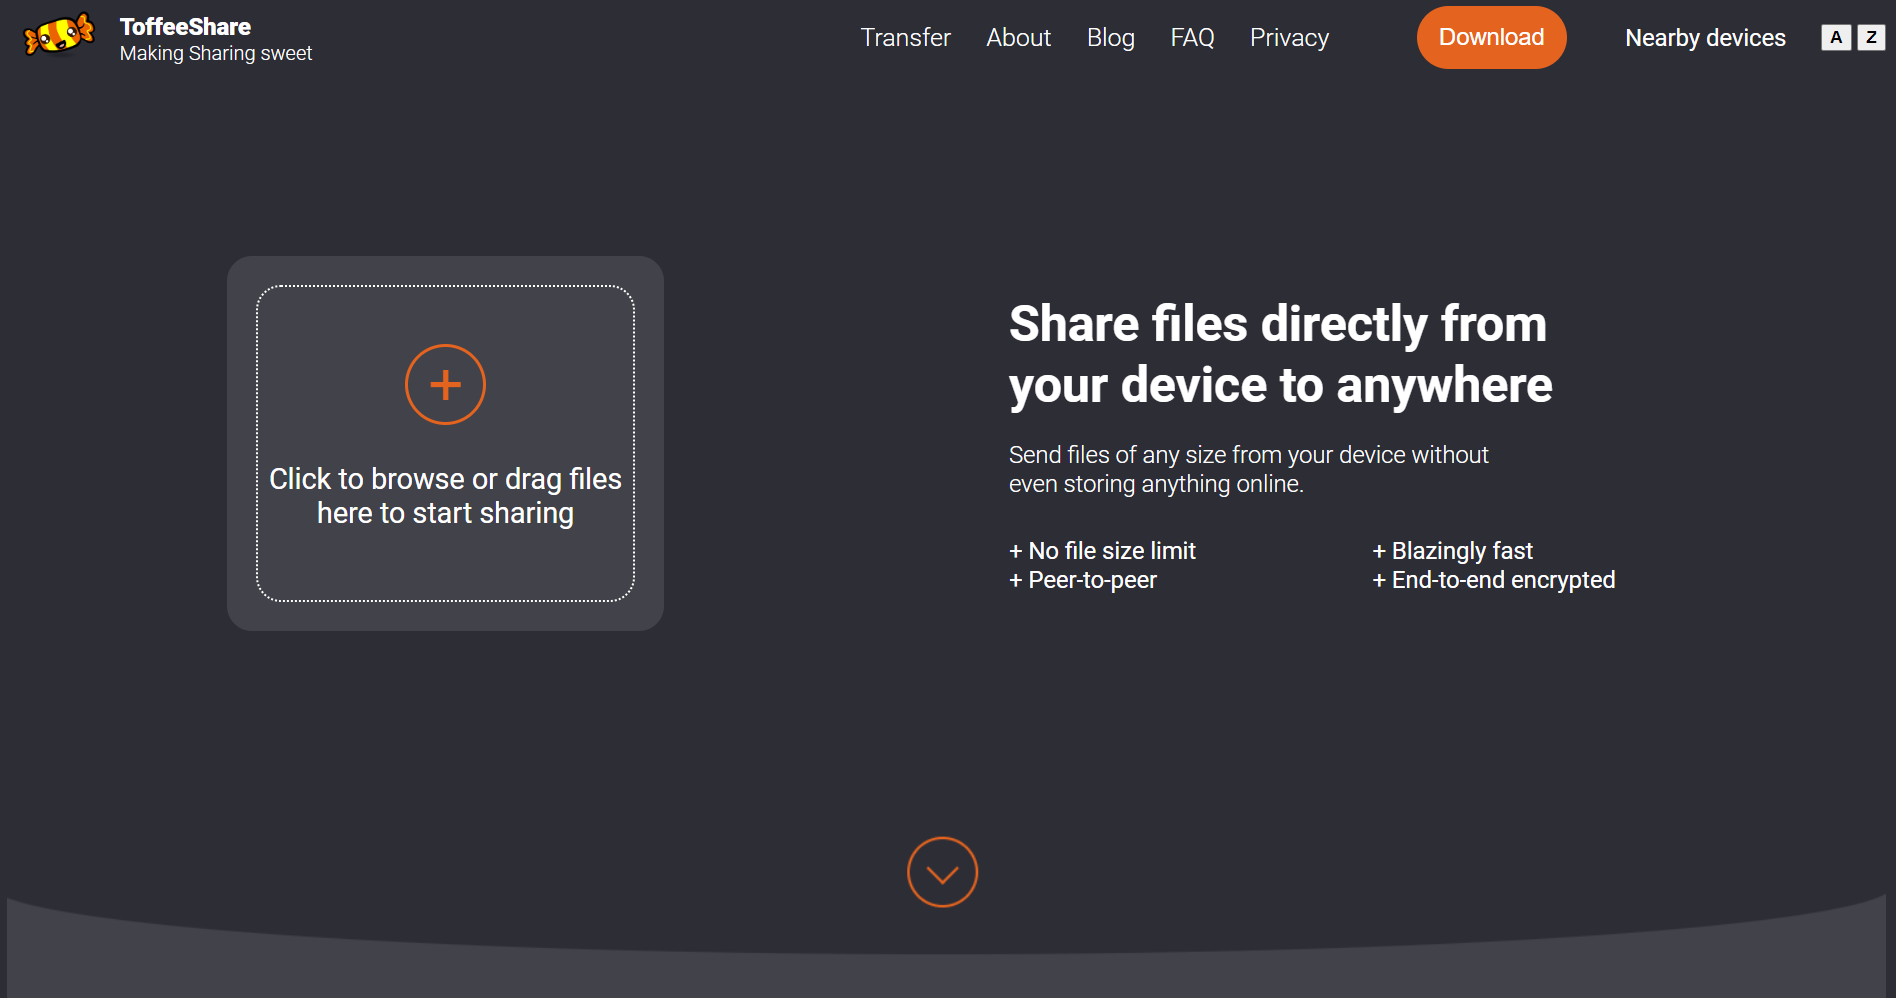 ToffeeShare
Making Sharing sweet
Transfer About Blog FAQ Privacy Download Nearby devices A Z
Click to browse or drag files
here to start sharing
Share files directly from
your device to anywhere
Send files of any size from your device without
even storing anything online.
+ No file size limit
+ Peer-to-peer
+ Blazingly fast
+ End-to-end encrypted